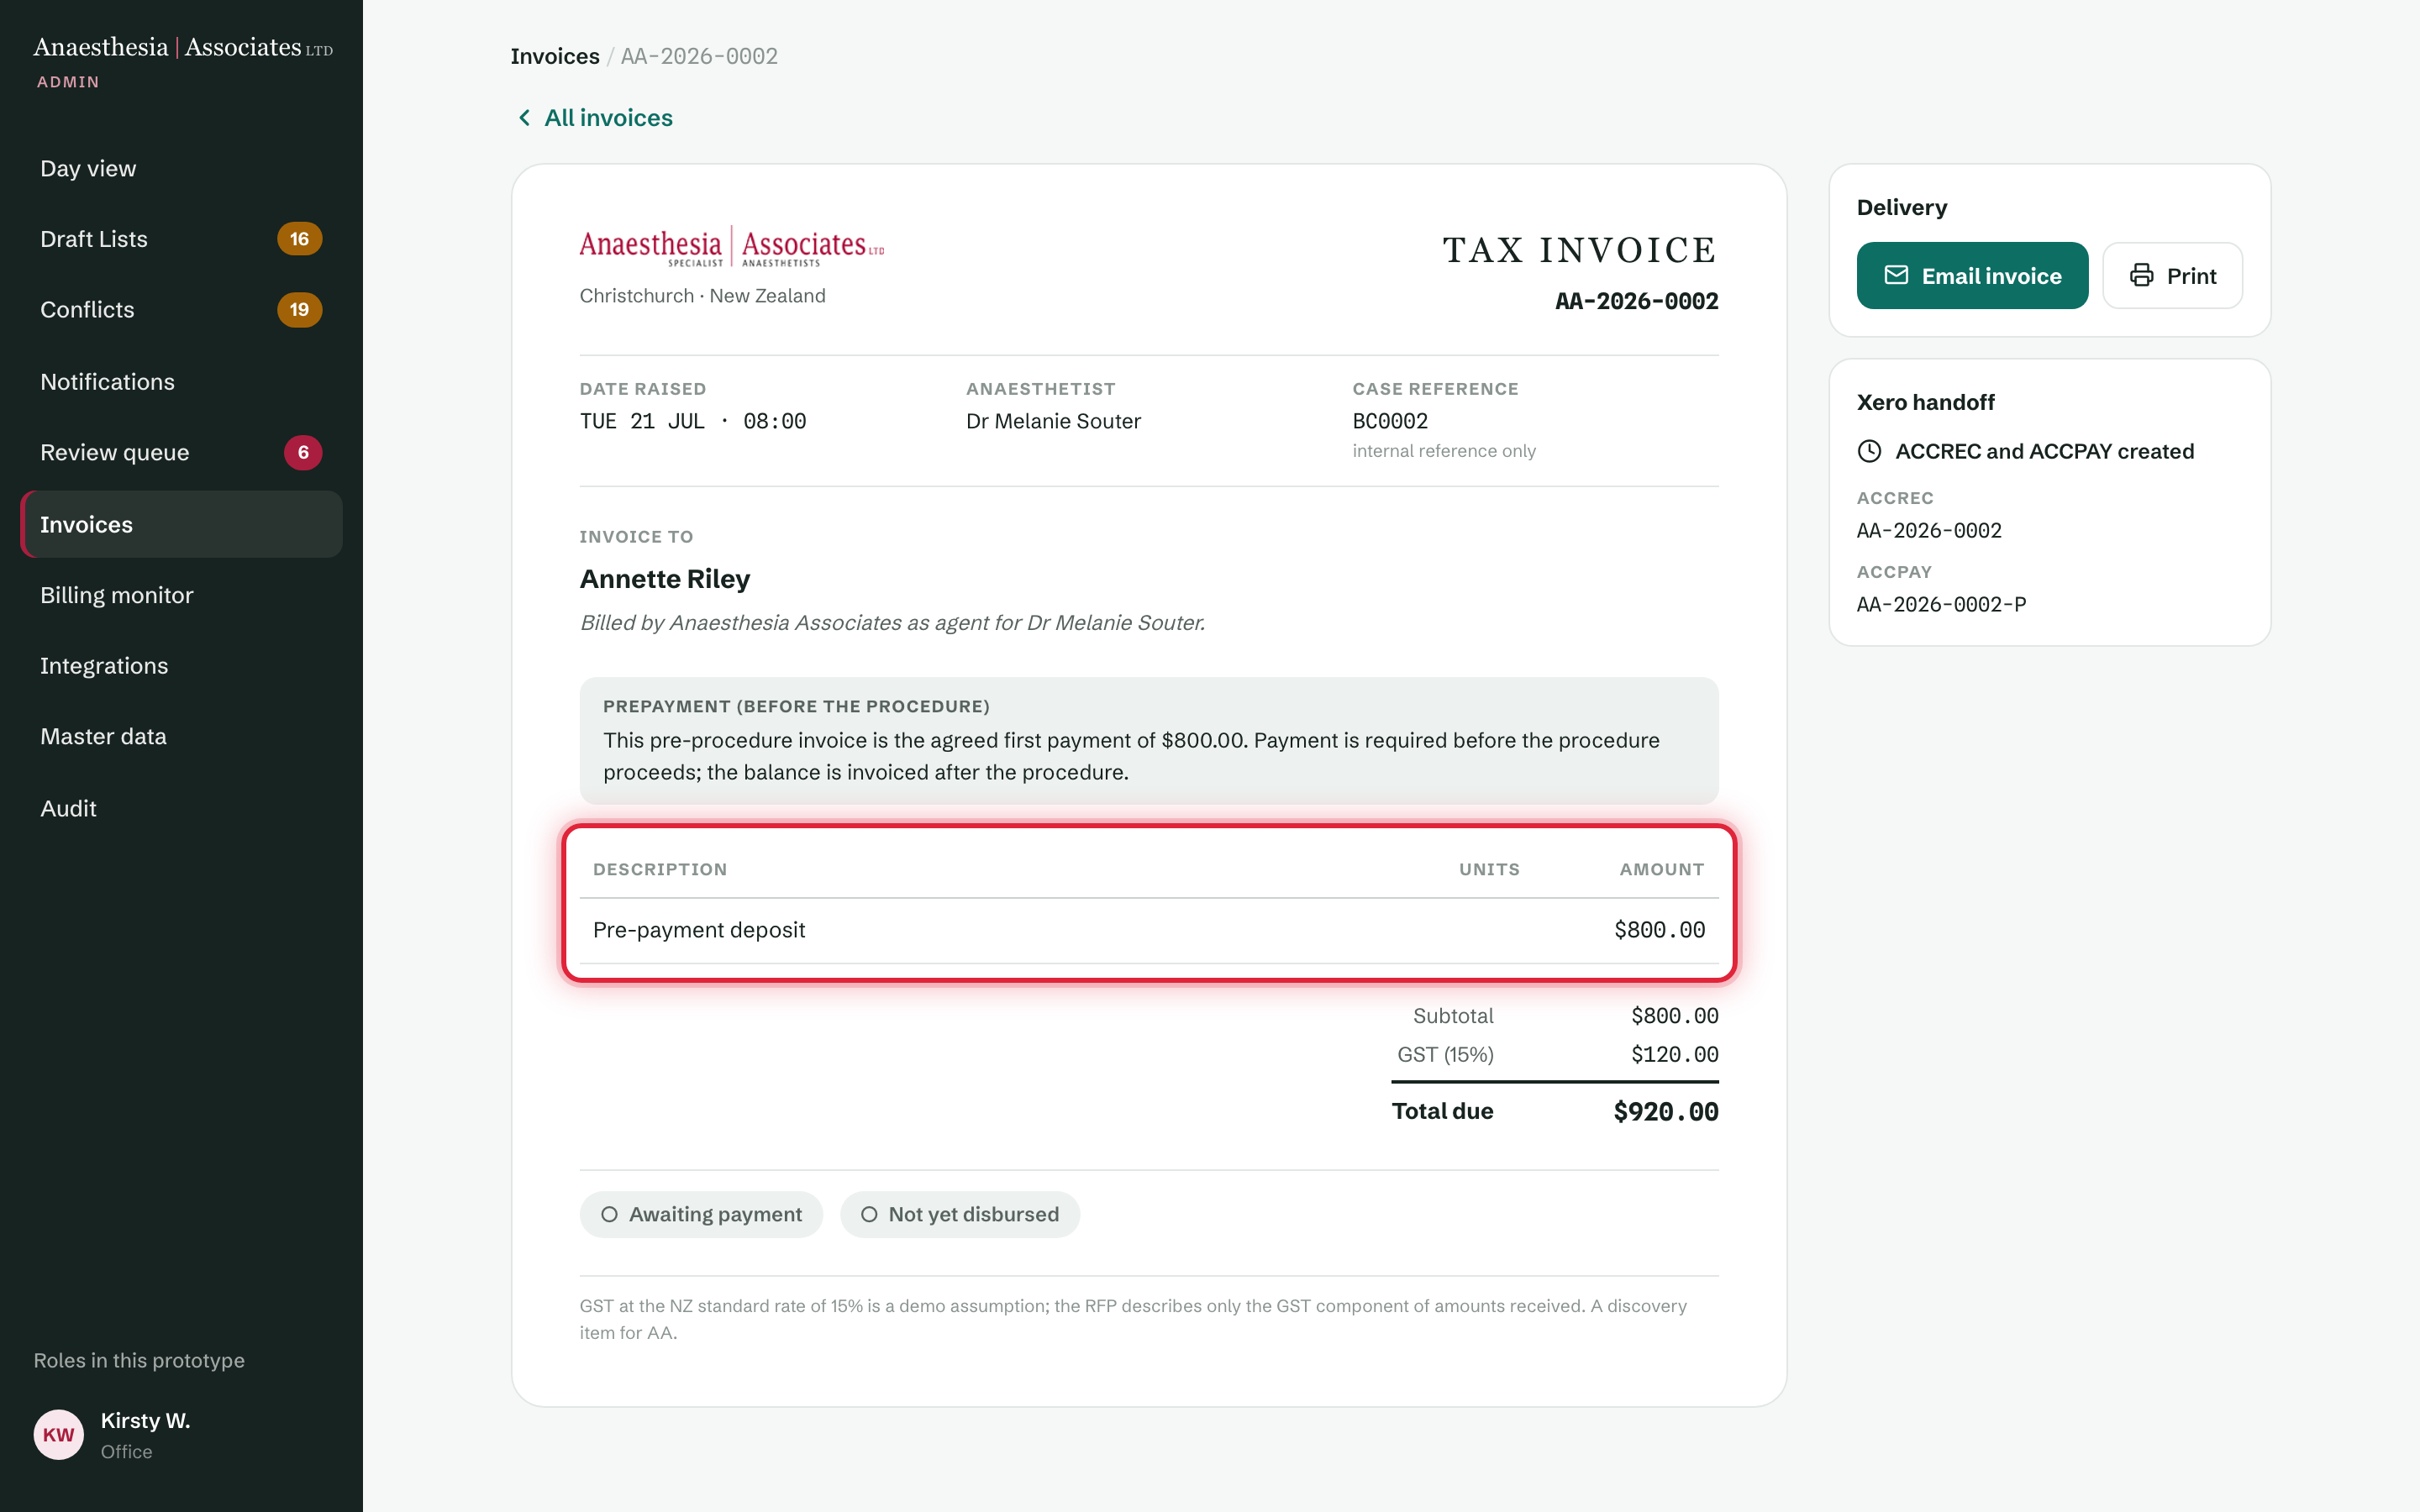 Anaesthesia | Associates LTD
ADMIN
Day view
Draft Lists 16
Conflicts 19
Notifications
Review queue 6
Invoices
Billing monitor
Integrations
Master data
Audit
Roles in this prototype
KW
Kirsty W.
Office
Invoices / AA-2026-0002
All invoices
Anaesthesia | Associates LTD
SPECIALIST ANAESTHETISTS
Christchurch · New Zealand
TAX INVOICE
AA-2026-0002
DATE RAISED
TUE 21 JUL · 08:00
ANAESTHETIST
Dr Melanie Souter
CASE REFERENCE
BC0002
internal reference only
INVOICE TO
Annette Riley
Billed by Anaesthesia Associates as agent for Dr Melanie Souter.
PREPAYMENT (BEFORE THE PROCEDURE)
This pre-procedure invoice is the agreed first payment of $800.00. Payment is required before the procedure
proceeds; the balance is invoiced after the procedure.
DESCRIPTION UNITS AMOUNT
Pre-payment deposit $800.00
Subtotal $800.00
GST (15%) $120.00
Total due $920.00
Awaiting payment
Not yet disbursed
GST at the NZ standard rate of 15% is a demo assumption; the RFP describes only the GST component of amounts received. A discovery
item for AA.
Delivery
Email invoice
Print
Xero handoff
ACCREC and ACCPAY created
ACCREC
AA-2026-0002
ACCPAY
AA-2026-0002-P